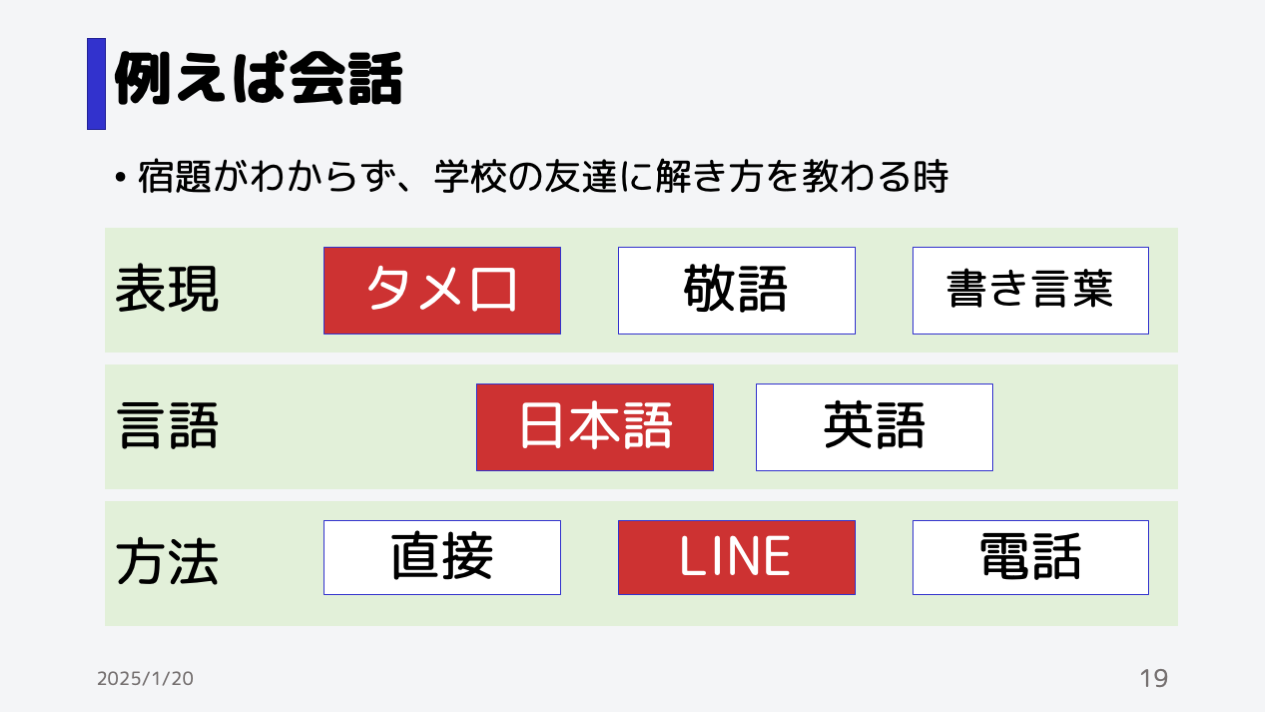 例えば会話
• 宿題がわからず、学校の友達に解き方を教わる時
表現 タメ口 敬語 書き言葉
言語 日本語 英語
方法 直接 LINE 電話
2025/1/20 19